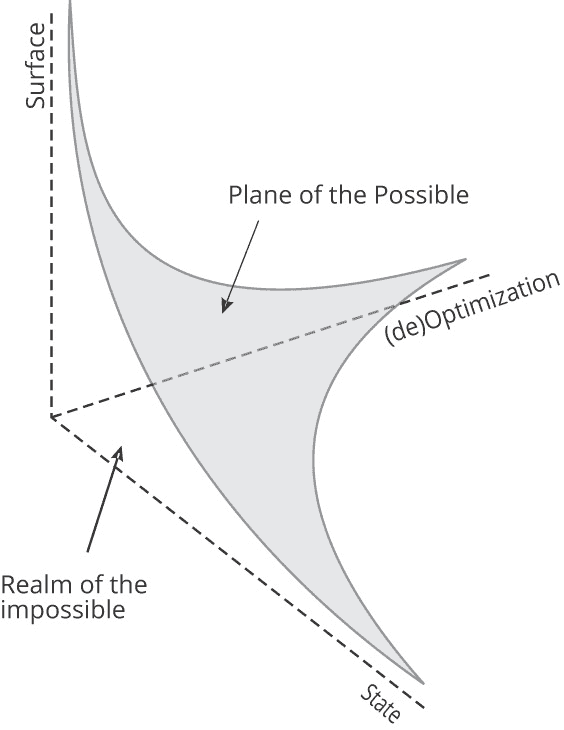 Surface
Plane of the Possible
(de)Optimization
Realm of the
impossible
State